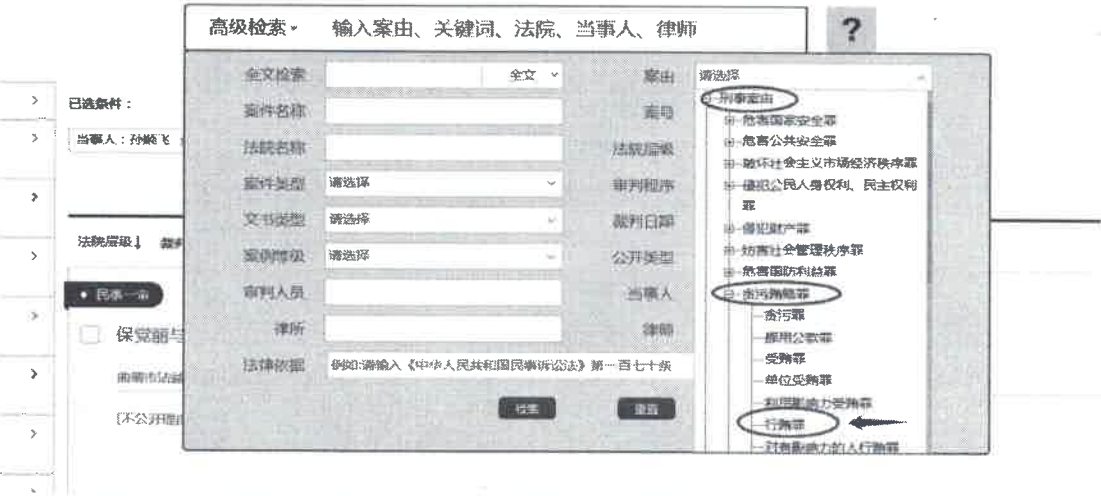 高级检索
输入案由、关键词、法院、当事人、律师
?
已选条件：
当事人：孙顺飞
法院层级↓
民事一审
保党丽与
[不公开理由
全文检索
全文
案件名称
法院名称
案件类型
请选择
文书类型
请选择
案例等级
请选择
审判人员
律所
法律依据
例如:请输入《中华人民共和国民事诉讼法》第一百七十条
检索
重置
案由
请选择
案号
法院层级
审判程序
裁判日期
公开类型
当事人
律师
刑事案由
危害国家安全罪
危害公共安全罪
破坏社会主义市场经济秩序罪
侵犯公民人身权利、民主权利
罪
侵犯财产罪
妨害社会管理秩序罪
危害国防利益罪
贪污贿赂罪
贪污罪
挪用公款罪
受贿罪
单位受贿罪
利用影响力受贿罪
行贿罪
对有影响力的人行贿罪